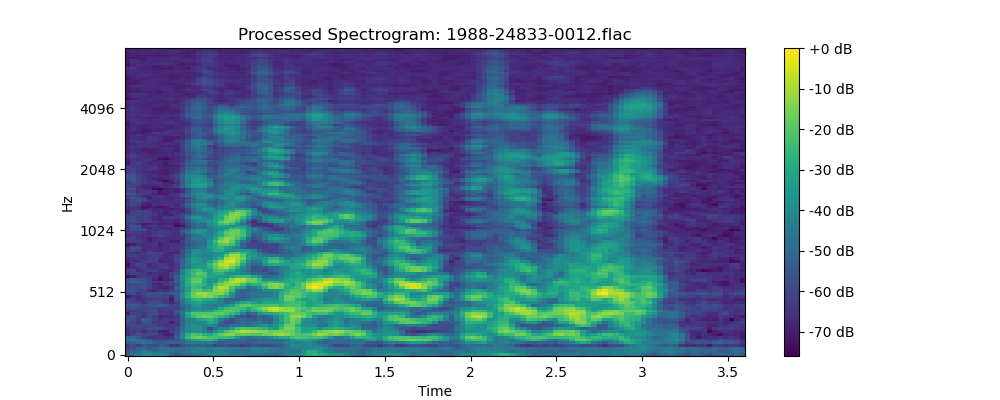 Processed Spectrogram: 1988-24833-0012.flac
Hz
4096
2048
1024
512
0
0 0.5 1 1.5 2 2.5 3 3.5
Time
+0 dB
-10 dB
-20 dB
-30 dB
-40 dB
-50 dB
-60 dB
-70 dB